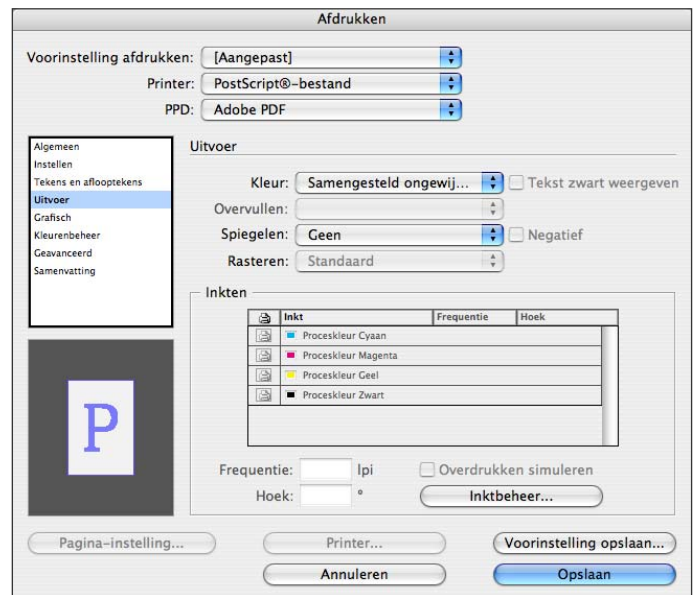 Afdrukken
Voorinstelling afdrukken: [Aangepast]
Printer: PostScript®-bestand
PPD: Adobe PDF
Algemeen
Instellen
Tekens en aflooptekens
Uitvoer
Grafisch
Kleurenbeheer
Geavanceerd
Samenvatting
P
Uitvoer
Kleur: Samengesteld ongewij... Tekst zwart weergeven
Overvullen:
Spiegelen: Geen Negatief
Rasteren: Standaard
Inkten
Inkt Frequentie Hoek
Proceskleur Cyaan
Proceskleur Magenta
Proceskleur Geel
Proceskleur Zwart
Frequentie: lpi Overdrukken simuleren
Hoek: ° Inktbeheer...
Pagina-instelling... Printer... Voorinstelling opslaan...
Annuleren Opslaan